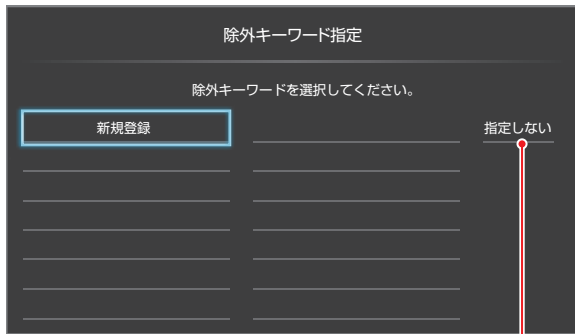 除外キーワード指定
除外キーワードを選択してください。
新規登録
指定しない